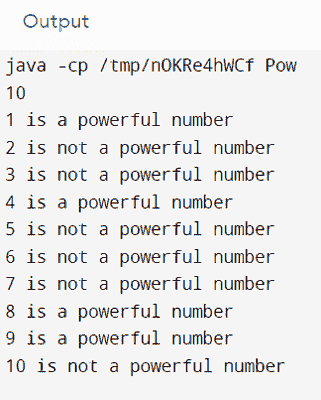 Output
java -cp /tmp/nOKRe4hWCf Pow
10
1 is a powerful number
2 is not a powerful number
3 is not a powerful number
4 is a powerful number
5 is not a powerful number
6 is not a powerful number
7 is not a powerful number
8 is a powerful number
9 is a powerful number
10 is not a powerful number